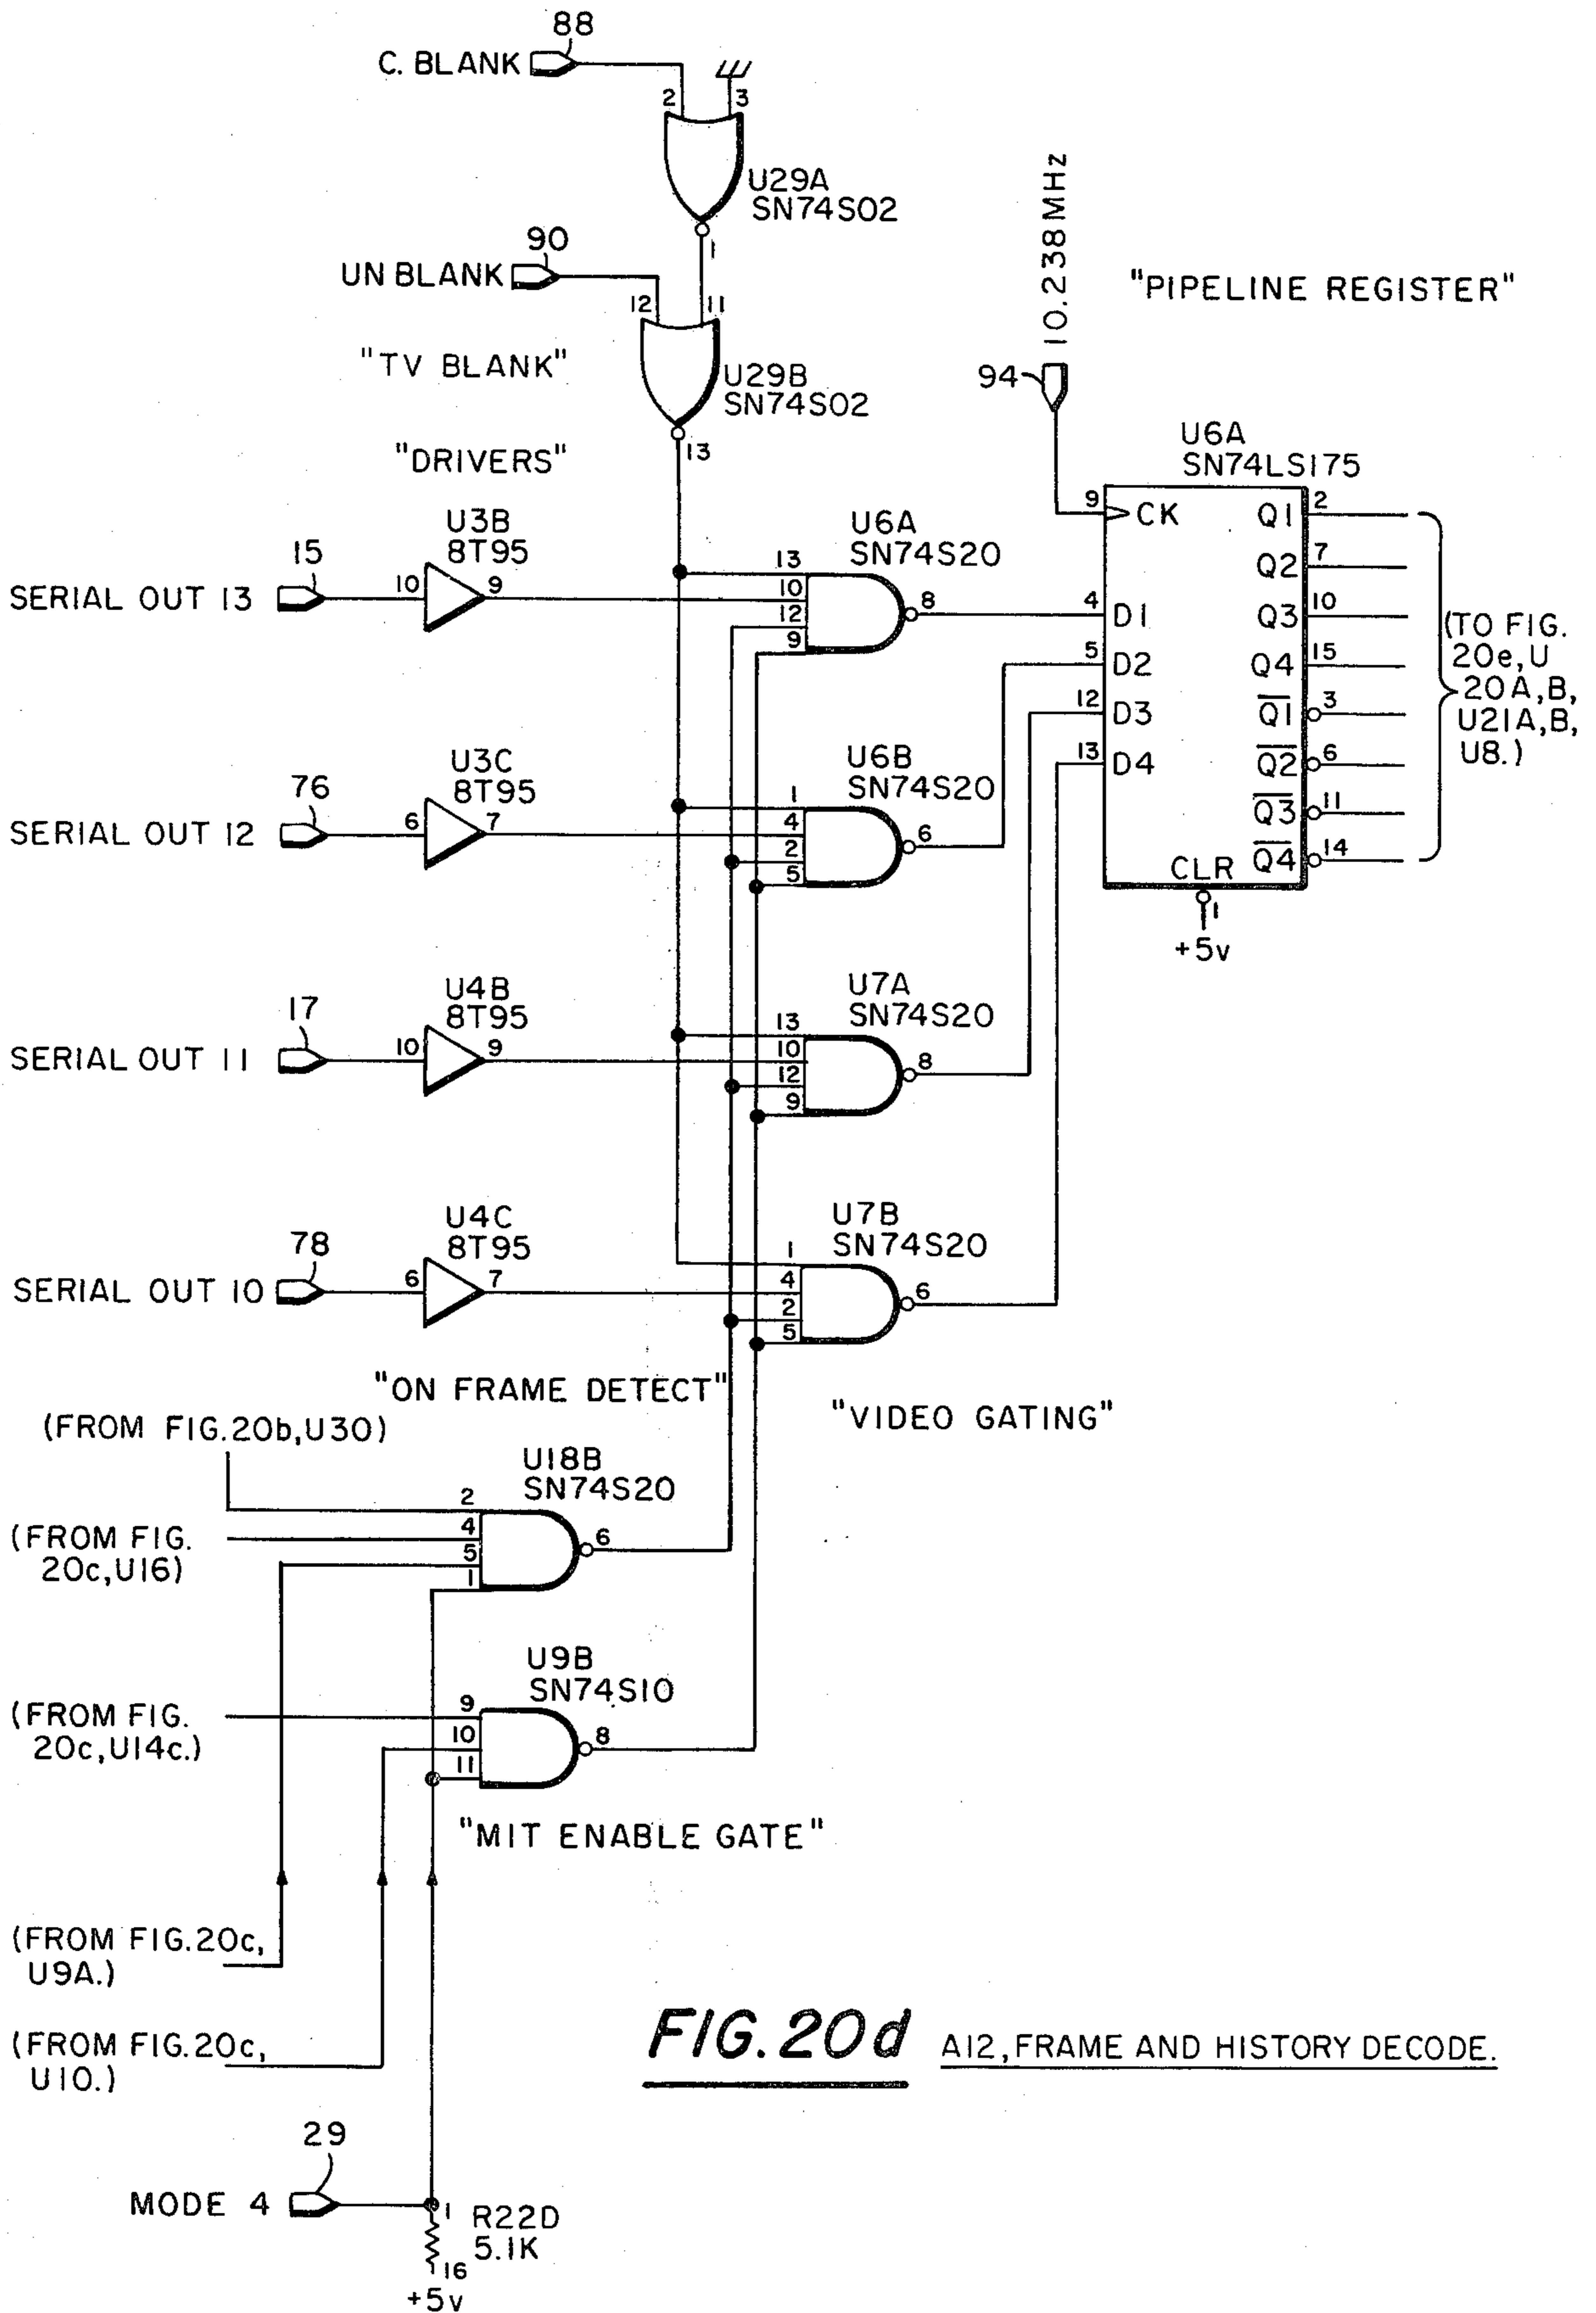 88
C. BLANK
2 3
U29A
SN74S02
1
90
UN BLANK
12 11
"TV BLANK"
U29B
SN74S02
13
10.238MHz
"PIPELINE REGISTER"
94
"DRIVERS"
U6A
SN74LS175
9 CK
4 D1
5 D2
12 D3
13 D4
Q1 2
Q2 7
Q3 10
Q4 15
Q1 3
Q2 6
Q3 11
Q4 14
CLR
1
+5v
(TO FIG.
20e,U
20A,B,
U21A,B,
U8.)
U3B
8T95
15
SERIAL OUT 13
10 9
U6A
SN74S20
13
10
12
9
8
U3C
8T95
76
SERIAL OUT 12
6 7
U6B
SN74S20
1
4
2
5
6
U4B
8T95
17
SERIAL OUT 11
10 9
U7A
SN74S20
13
10
12
9
8
U4C
8T95
78
SERIAL OUT 10
6 7
U7B
SN74S20
1
4
2
5
6
"ON FRAME DETECT"
"VIDEO GATING"
(FROM FIG.20b,U30)
U18B
SN74S20
2
4
5
1
6
(FROM FIG.
20c,U16)
U9B
SN74S10
9
10
11
8
(FROM FIG.
20c,U14c.)
"MIT ENABLE GATE"
(FROM FIG.20c,
U9A.)
(FROM FIG.20c,
U10.)
FIG.20d A12,FRAME AND HISTORY DECODE.
29
MODE 4
1
R22D
5.1K
16
+5v